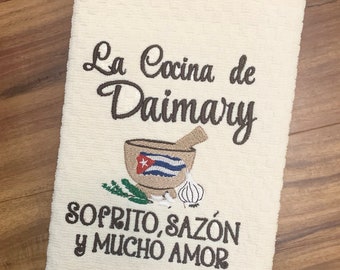 La Cocina de
Daimary
SOFRITO, SAZÓN
y MUCHO AMOR